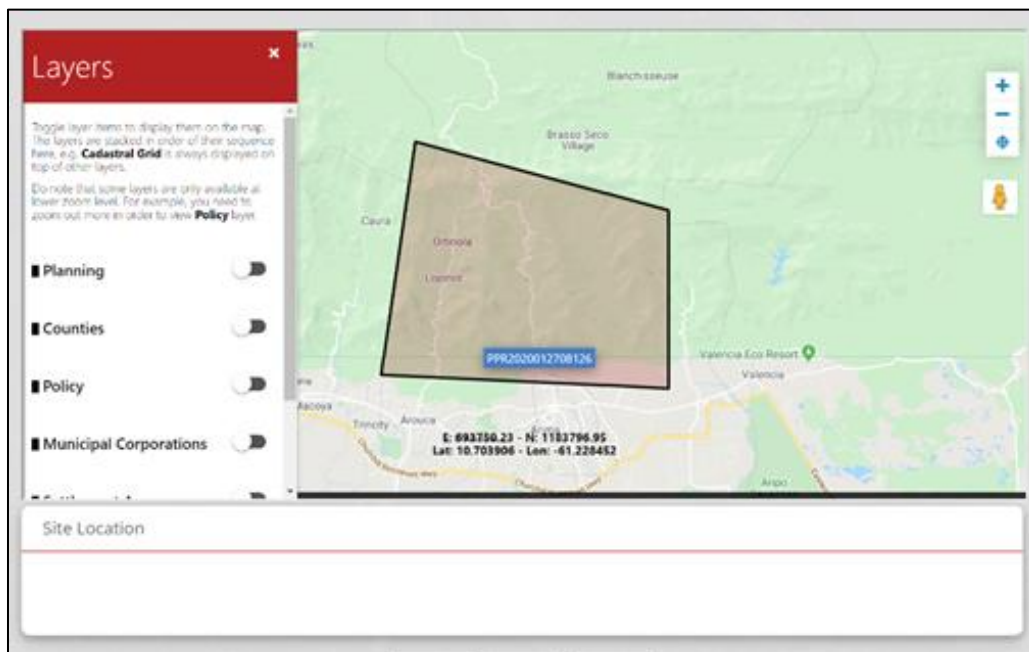 Layers
×
Toggle layer items to display them on the map.
The layers are stacked in order of their sequence
here, e.g. Cadastral Grid is always displayed on
top of other layers.
Do note that some layers are only available at
lower zoom level. For example, you need to
zoom out more in order to view Policy layer.
Planning
Counties
Policy
Municipal Corporations
Blanchisseuse
Brasso Seco
Village
Caura
Ortinola
Lopinot
PPR2020012708126
Valencia Eco Resort
Valencia
Trincity
Arouca
Arima
E: 693750.23 - N: 1183796.95
Lat: 10.703906 - Lon: -61.228452
Aripo
Site Location